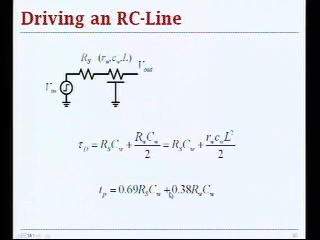 Driving an RC-Line
R_S (r_w, c_w, L) V_out
V_in
τ_D = R_S C_w + R_w C_w / 2 = R_S C_w + r_w c_w L² / 2
t_p = 0.69 R_S C_w + 0.38 R_w C_w